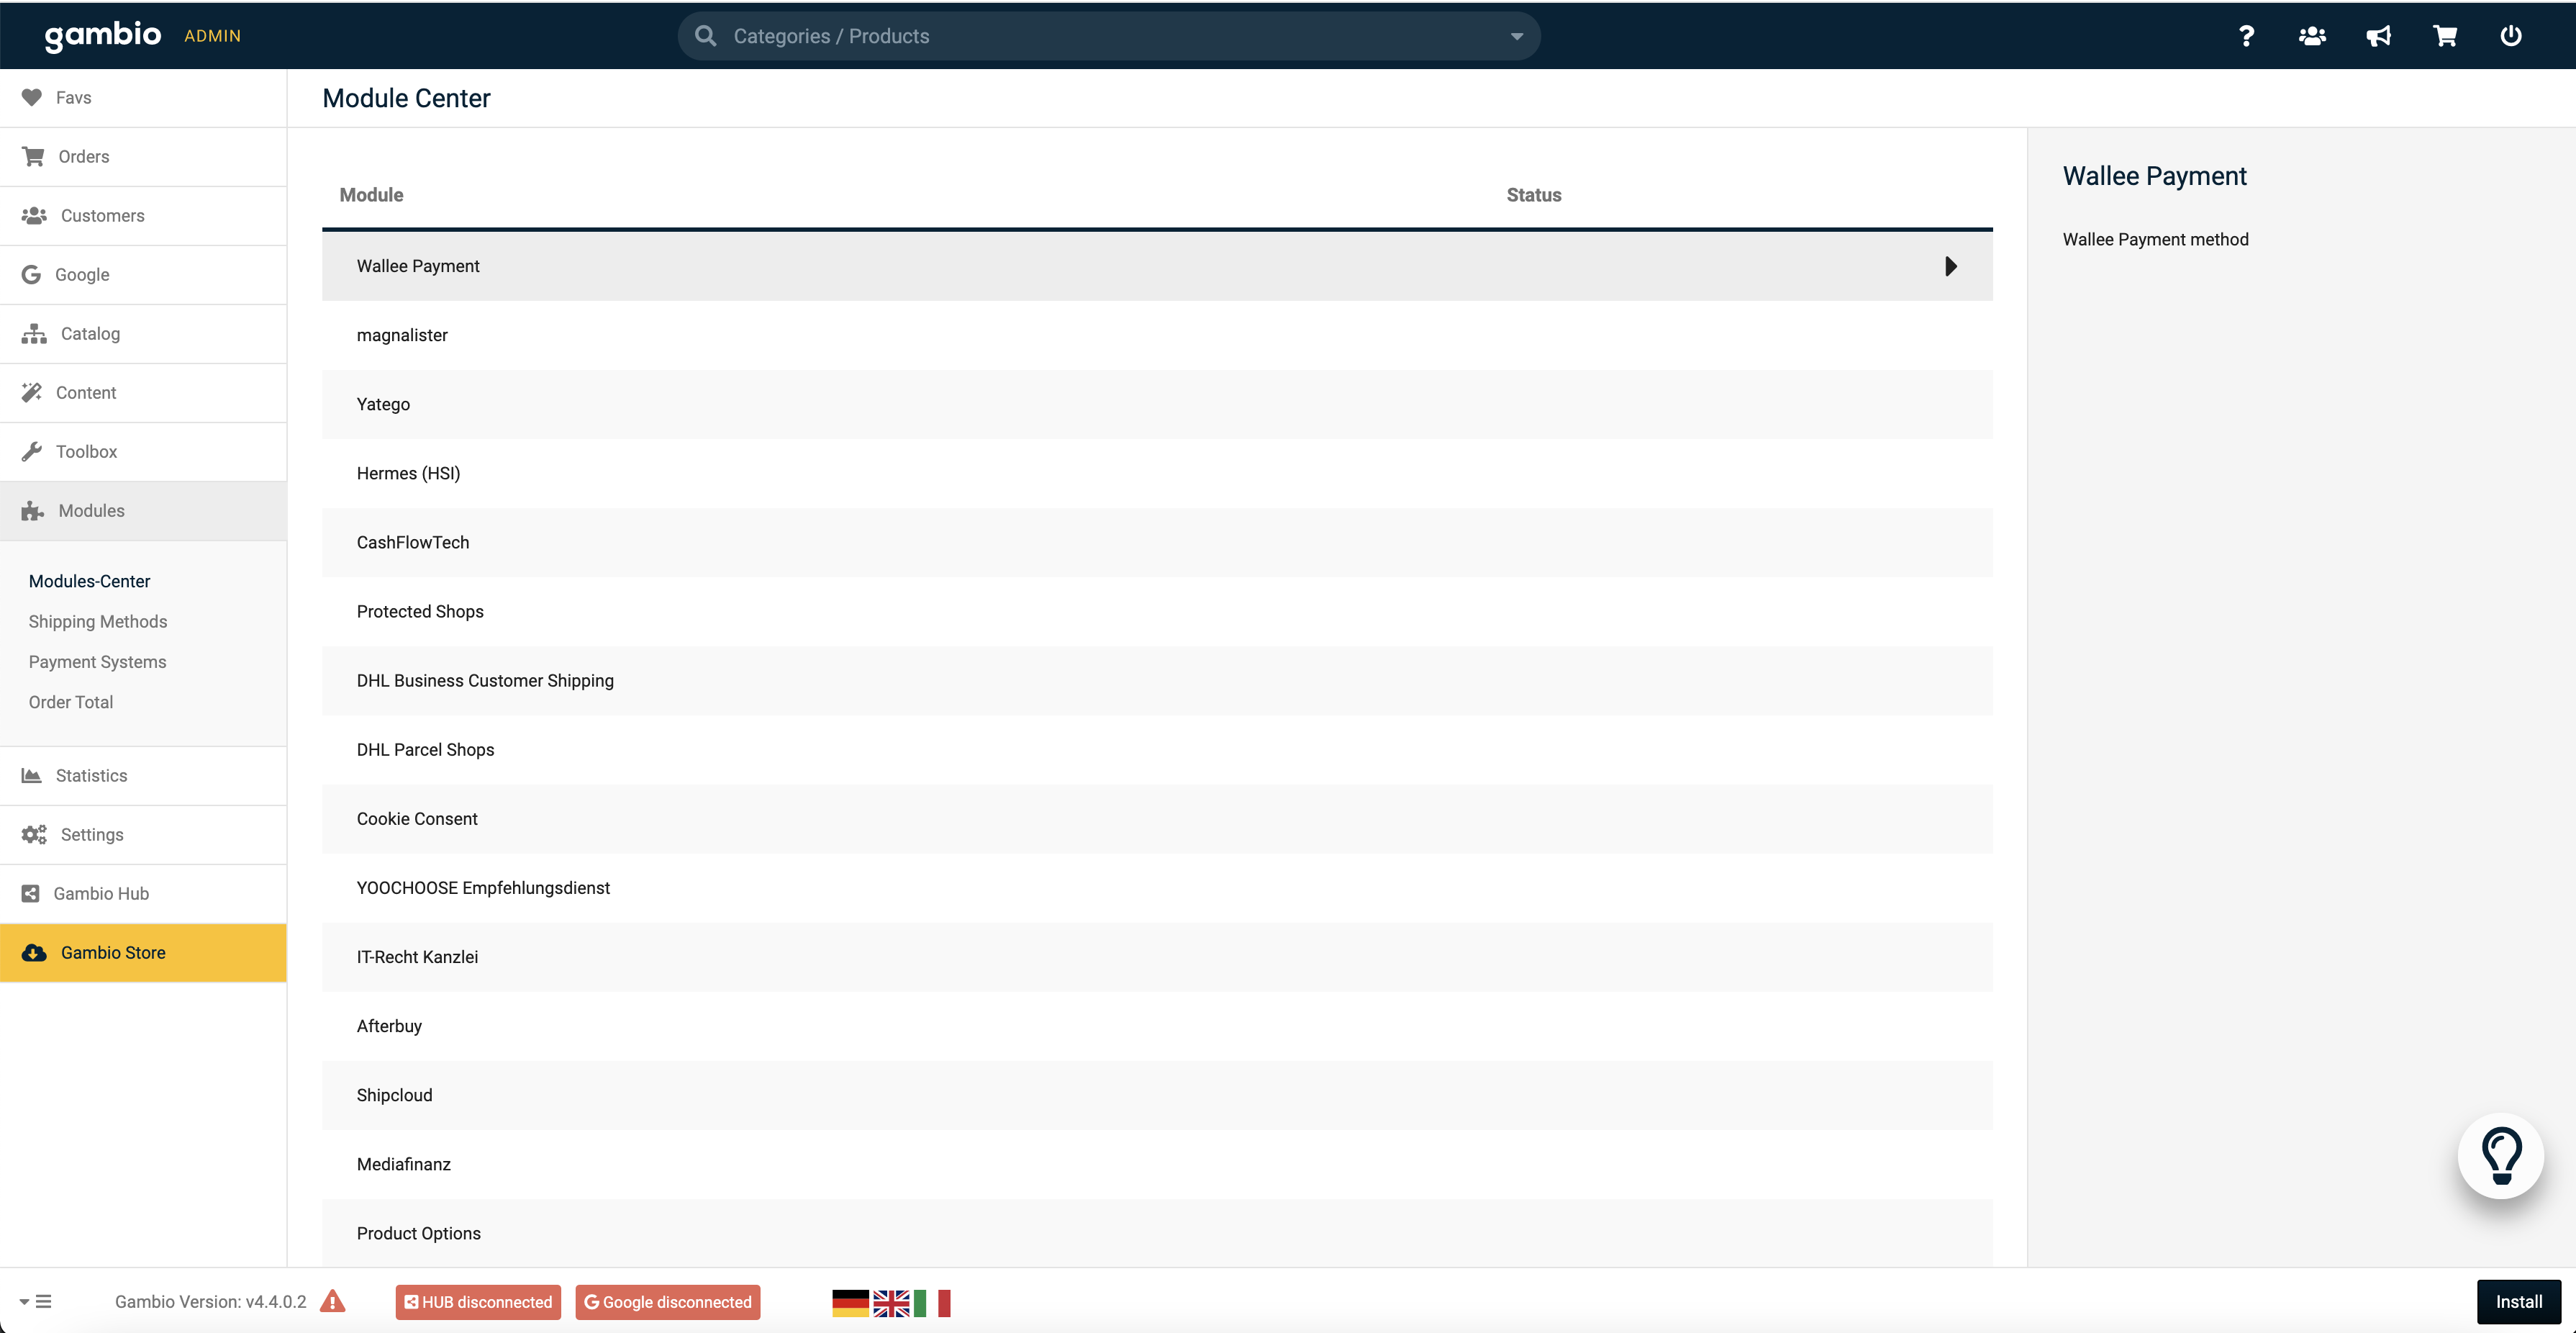 gambio ADMIN
Categories / Products
Favs
Orders
Customers
Google
Catalog
Content
Toolbox
Modules
Modules-Center
Shipping Methods
Payment Systems
Order Total
Statistics
Settings
Gambio Hub
Gambio Store
Module Center
Module Status
Wallee Payment
magnalister
Yatego
Hermes (HSI)
CashFlowTech
Protected Shops
DHL Business Customer Shipping
DHL Parcel Shops
Cookie Consent
YOOCHOOSE Empfehlungsdienst
IT-Recht Kanzlei
Afterbuy
Shipcloud
Mediafinanz
Product Options
Wallee Payment
Wallee Payment method
Gambio Version: v4.4.0.2
HUB disconnected
Google disconnected
Install